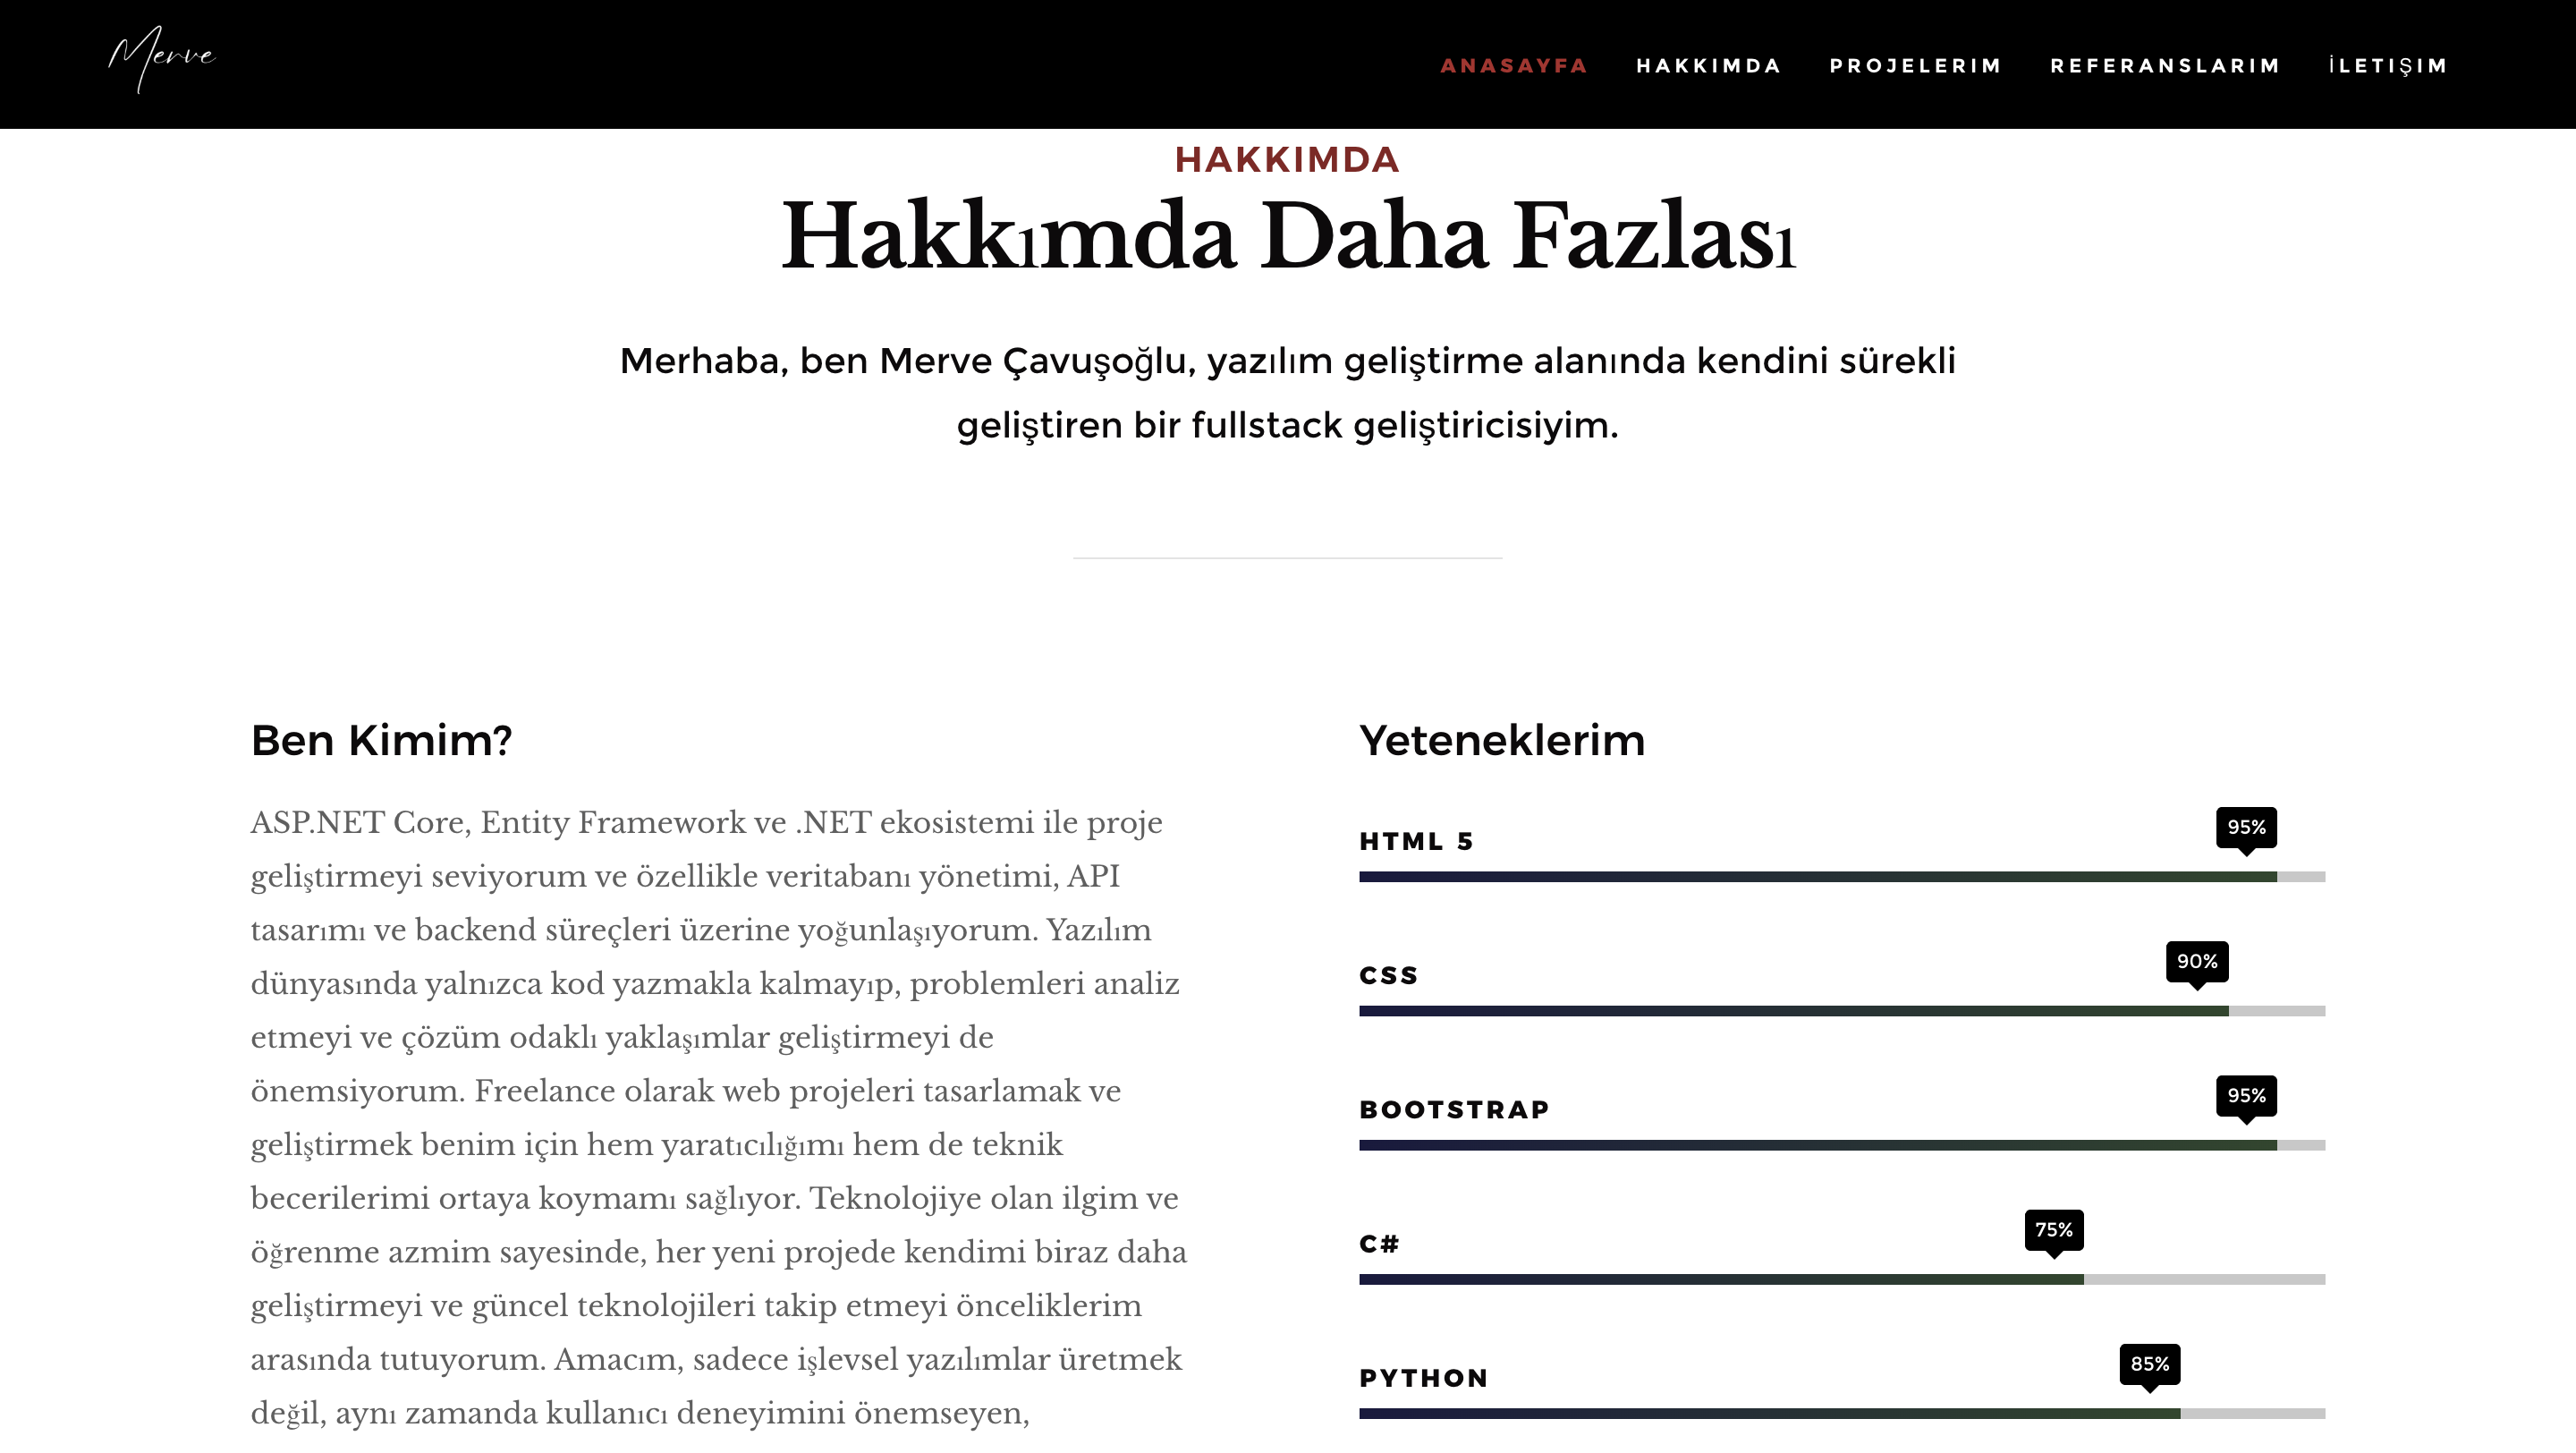 Merve
ANASAYFA HAKKIMDA PROJELERIM REFERANSLARIM İLETIŞIM
HAKKIMDA
Hakkımda Daha Fazlası
Merhaba, ben Merve Çavuşoğlu, yazılım geliştirme alanında kendini sürekli
geliştiren bir fullstack geliştiricisiyim.
Ben Kimim?
ASP.NET Core, Entity Framework ve .NET ekosistemi ile proje
geliştirmeyi seviyorum ve özellikle veritabanı yönetimi, API
tasarımı ve backend süreçleri üzerine yoğunlaşıyorum. Yazılım
dünyasında yalnızca kod yazmakla kalmayıp, problemleri analiz
etmeyi ve çözüm odaklı yaklaşımlar geliştirmeyi de
önemsiyorum. Freelance olarak web projeleri tasarlamak ve
geliştirmek benim için hem yaratıcılığımı hem de teknik
becerilerimi ortaya koymamı sağlıyor. Teknolojiye olan ilgim ve
öğrenme azmim sayesinde, her yeni projede kendimi biraz daha
geliştirmeyi ve güncel teknolojileri takip etmeyi önceliklerim
arasında tutuyorum. Amacım, sadece işlevsel yazılımlar üretmek
değil, aynı zamanda kullanıcı deneyimini önemseyen,
Yeteneklerim
HTML 5 95%
CSS 90%
BOOTSTRAP 95%
C# 75%
PYTHON 85%